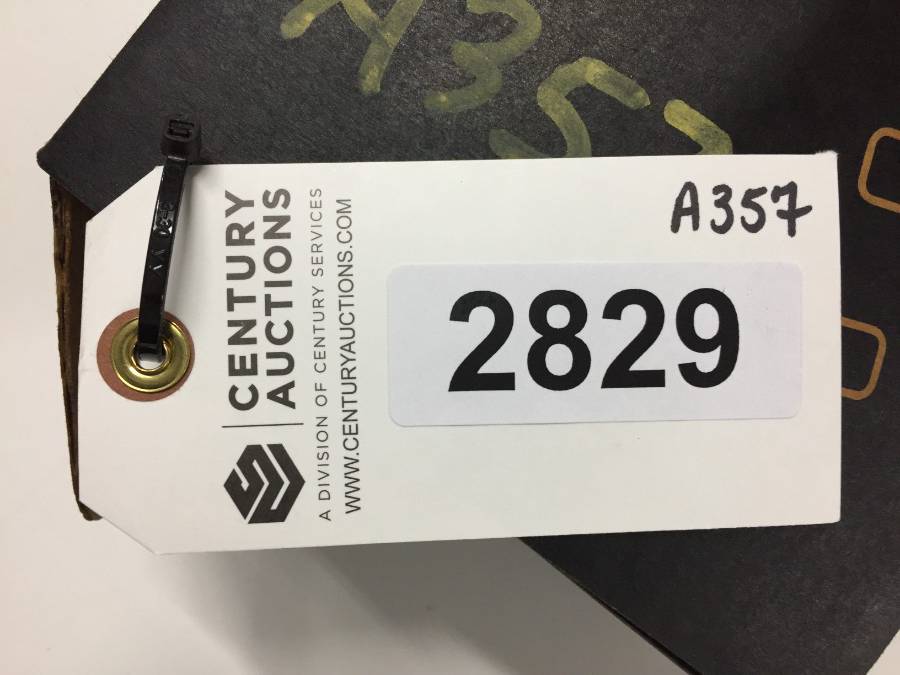 A357
A357
2829
CENTURY
AUCTIONS
A DIVISION OF CENTURY SERVICES
WWW.CENTURYAUCTIONS.COM